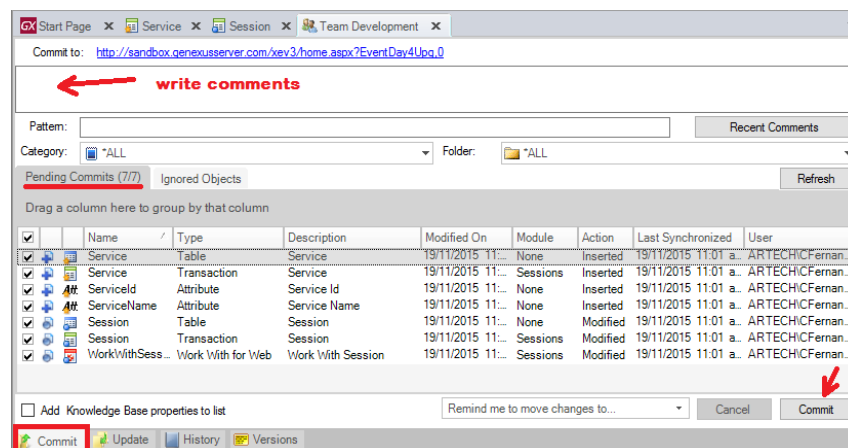 Start Page Service Session Team Development
Commit to: http://sandbox.genexusserver.com/xev3/home.aspx?EventDay4Upg,0
write comments
Pattern: Recent Comments
Category: *ALL Folder: *ALL
Pending Commits (7/7) Ignored Objects Refresh
Drag a column here to group by that column
Name Type Description Modified On Module Action Last Synchronized User
Service Table Service 19/11/2015 11:... None Inserted 19/11/2015 11:01 a... ARTECH\CFernan...
Service Transaction Service 19/11/2015 11:... Sessions Inserted 19/11/2015 11:01 a... ARTECH\CFernan...
Att ServiceId Attribute Service Id 19/11/2015 11:... None Inserted 19/11/2015 11:01 a... ARTECH\CFernan...
Att ServiceName Attribute Service Name 19/11/2015 11:... None Inserted 19/11/2015 11:01 a... ARTECH\CFernan...
Session Table Session 19/11/2015 11:... None Modified 19/11/2015 11:01 a... ARTECH\CFernan...
Session Transaction Session 19/11/2015 11:... Sessions Modified 19/11/2015 11:01 a... ARTECH\CFernan...
WorkWithSess... Work With for Web Work With Session 19/11/2015 11:... Sessions Modified 19/11/2015 11:01 a... ARTECH\CFernan...
Add Knowledge Base properties to list Remind me to move changes to... Cancel Commit
Commit Update History Versions